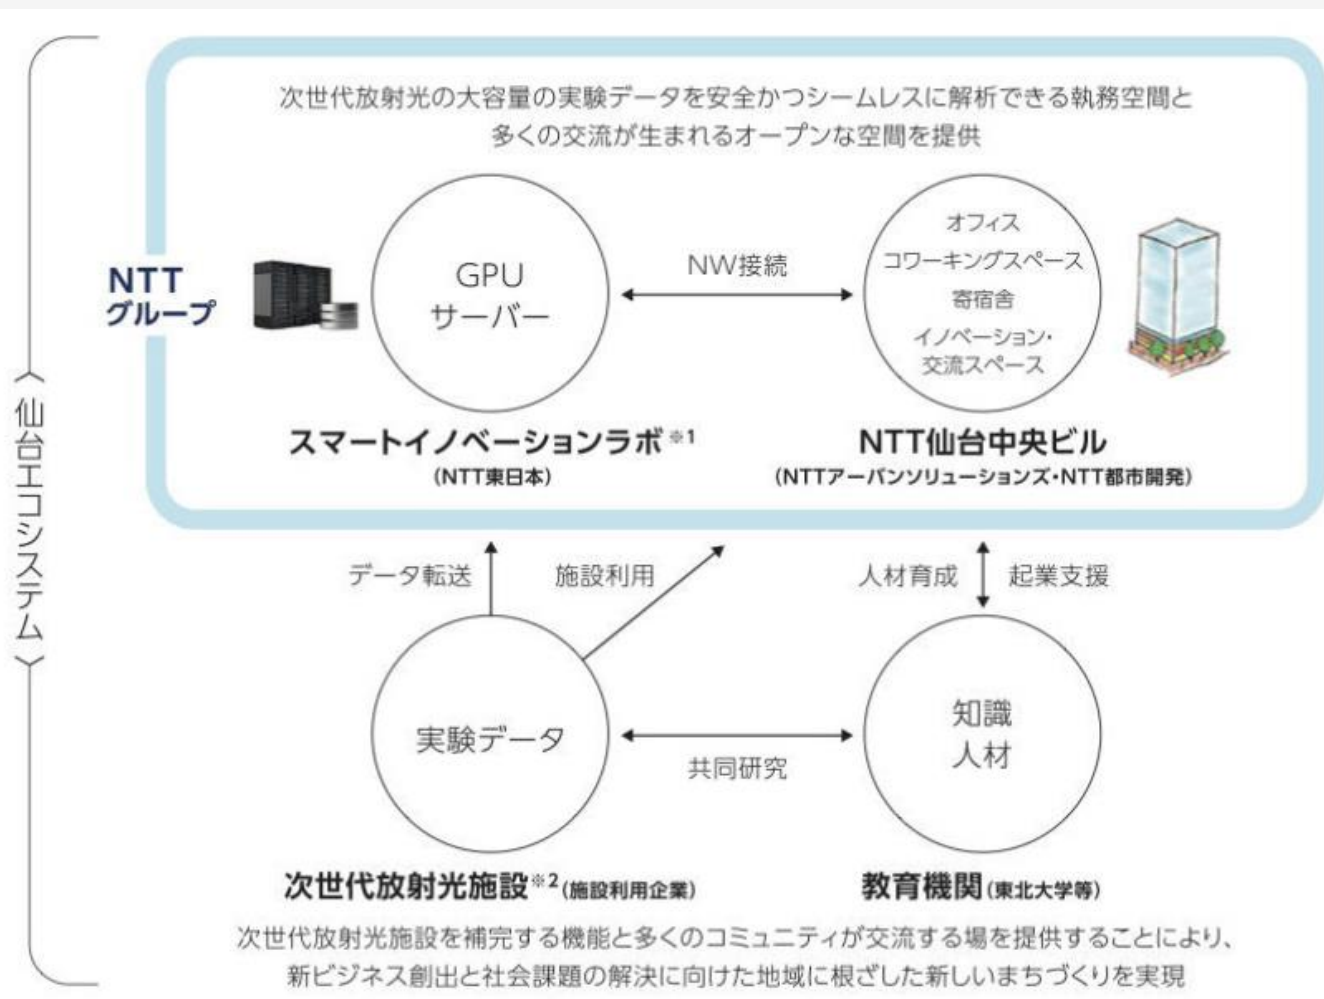 次世代放射光の大容量の実験データを安全かつシームレスに解析できる執務空間と
多くの交流が生まれるオープンな空間を提供
NTT
グループ
GPU
サーバー
NW接続
オフィス
コワーキングスペース
寄宿舎
イノベーション・
交流スペース
スマートイノベーションラボ※1
(NTT東日本)
NTT仙台中央ビル
(NTTアーバンソリューションズ・NTT都市開発)
〈仙台エコシステム〉
データ転送
施設利用
人材育成
起業支援
実験データ
共同研究
知識
人材
次世代放射光施設※2(施設利用企業)
教育機関(東北大学等)
次世代放射光施設を補完する機能と多くのコミュニティが交流する場を提供することにより、
新ビジネス創出と社会課題の解決に向けた地域に根ざした新しいまちづくりを実現